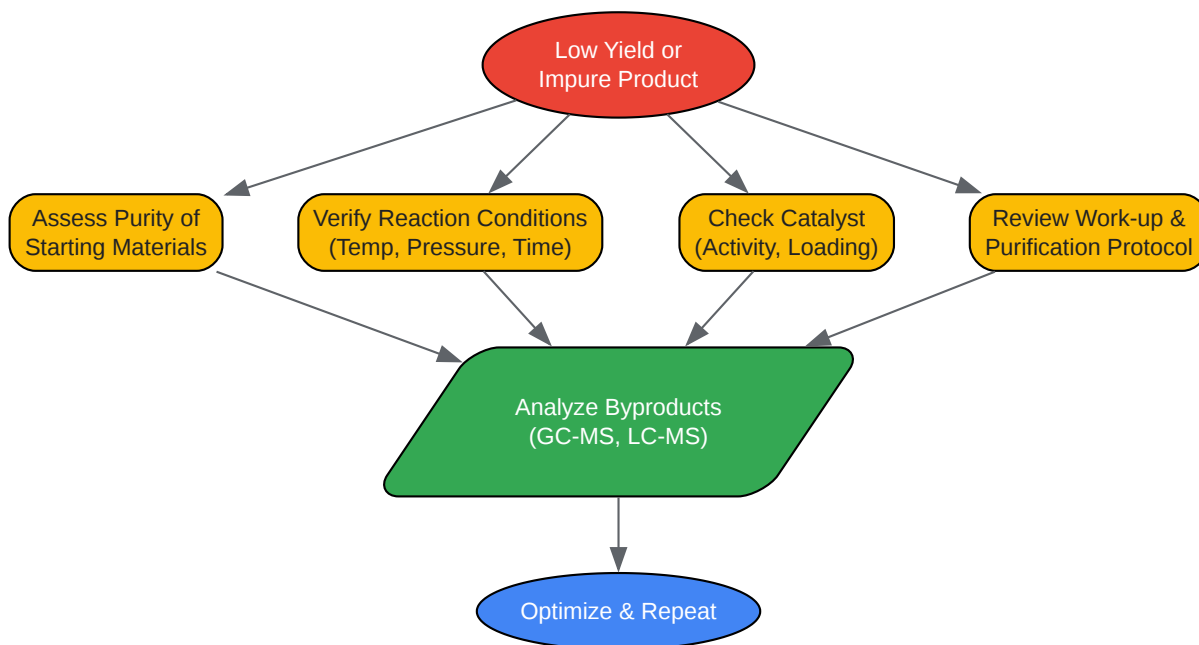 Low Yield or
Impure Product
Assess Purity of
Starting Materials
Verify Reaction Conditions
(Temp, Pressure, Time)
Check Catalyst
(Activity, Loading)
Review Work-up &
Purification Protocol
Analyze Byproducts
(GC-MS, LC-MS)
Optimize & Repeat